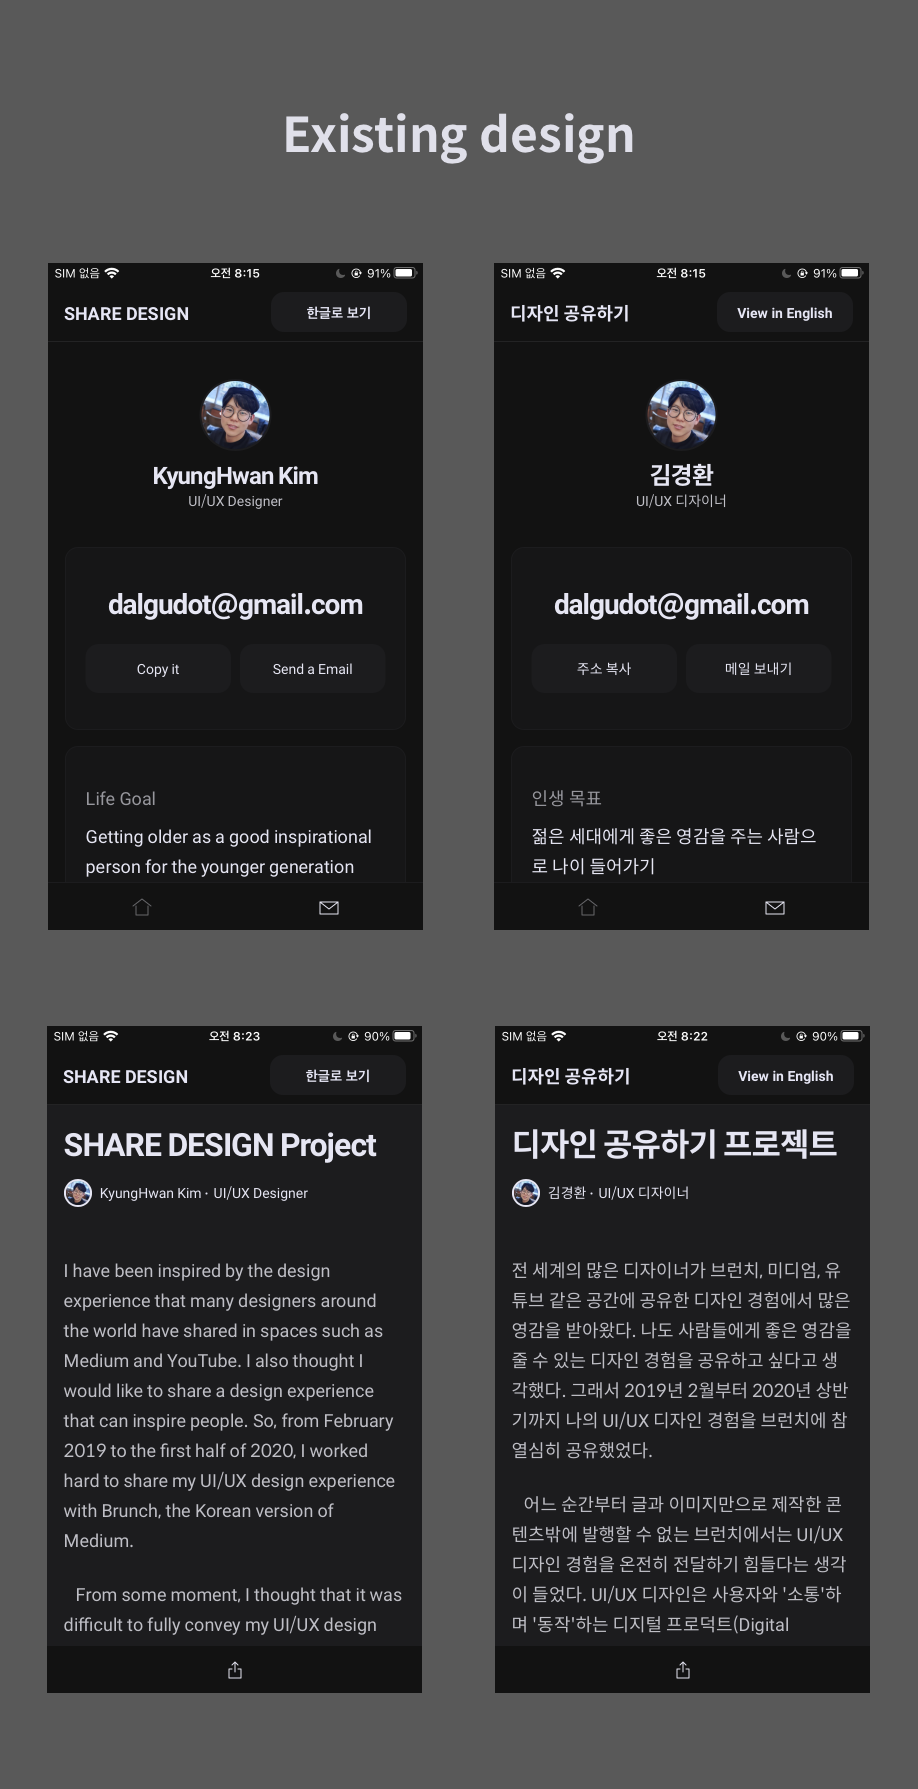 Existing design
SIM 없음 오전 8:15 91%
SHARE DESIGN 한글로 보기
KyungHwan Kim
UI/UX Designer
dalgudot@gmail.com
Copy it Send a Email
Life Goal
Getting older as a good inspirational
person for the younger generation
SIM 없음 오전 8:15 91%
디자인 공유하기 View in English
김경환
UI/UX 디자이너
dalgudot@gmail.com
주소 복사 메일 보내기
인생 목표
젊은 세대에게 좋은 영감을 주는 사람으
로 나이 들어가기
SIM 없음 오전 8:23 90%
SHARE DESIGN 한글로 보기
SHARE DESIGN Project
KyungHwan Kim · UI/UX Designer
I have been inspired by the design
experience that many designers around
the world have shared in spaces such as
Medium and YouTube. I also thought I
would like to share a design experience
that can inspire people. So, from February
2019 to the first half of 2020, I worked
hard to share my UI/UX design experience
with Brunch, the Korean version of
Medium.
From some moment, I thought that it was
difficult to fully convey my UI/UX design
SIM 없음 오전 8:22 90%
디자인 공유하기 View in English
디자인 공유하기 프로젝트
김경환 · UI/UX 디자이너
전 세계의 많은 디자이너가 브런치, 미디엄, 유
튜브 같은 공간에 공유한 디자인 경험에서 많은
영감을 받아왔다. 나도 사람들에게 좋은 영감을
줄 수 있는 디자인 경험을 공유하고 싶다고 생
각했다. 그래서 2019년 2월부터 2020년 상반
기까지 나의 UI/UX 디자인 경험을 브런치에 참
열심히 공유했었다.
어느 순간부터 글과 이미지만으로 제작한 콘
텐츠밖에 발행할 수 없는 브런치에서는 UI/UX
디자인 경험을 온전히 전달하기 힘들다는 생각
이 들었다. UI/UX 디자인은 사용자와 '소통'하
며 '동작'하는 디지털 프로덕트(Digital